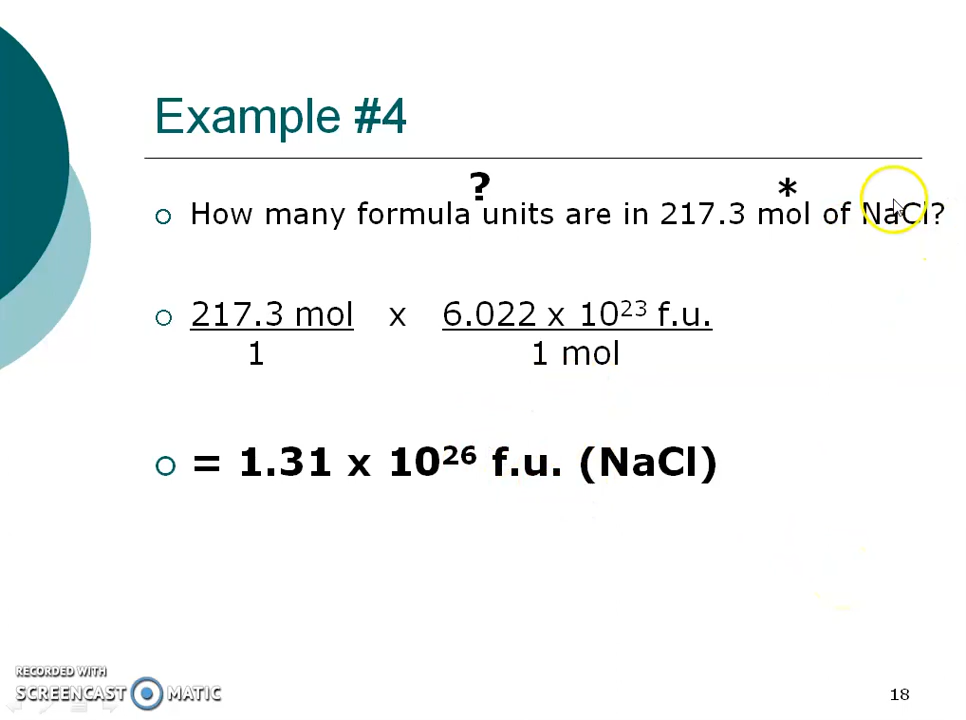 Example #4
? *
How many formula units are in 217.3 mol of NaCl?
217.3 mol x 6.022 x 10²³ f.u.
1 1 mol
= 1.31 x 10²⁶ f.u. (NaCl)
RECORDED WITH
SCREENCAST MATIC
18